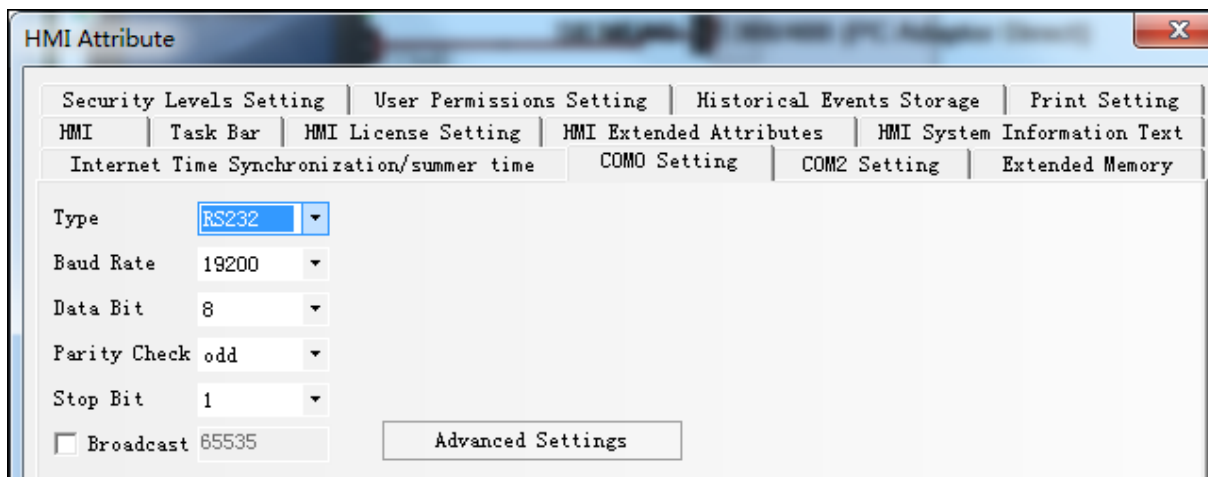 HMI Attribute
Security Levels Setting User Permissions Setting Historical Events Storage Print Setting
HMI Task Bar HMI License Setting HMI Extended Attributes HMI System Information Text
Internet Time Synchronization/summer time COM0 Setting COM2 Setting Extended Memory
Type RS232
Baud Rate 19200
Data Bit 8
Parity Check odd
Stop Bit 1
Broadcast 65535 Advanced Settings